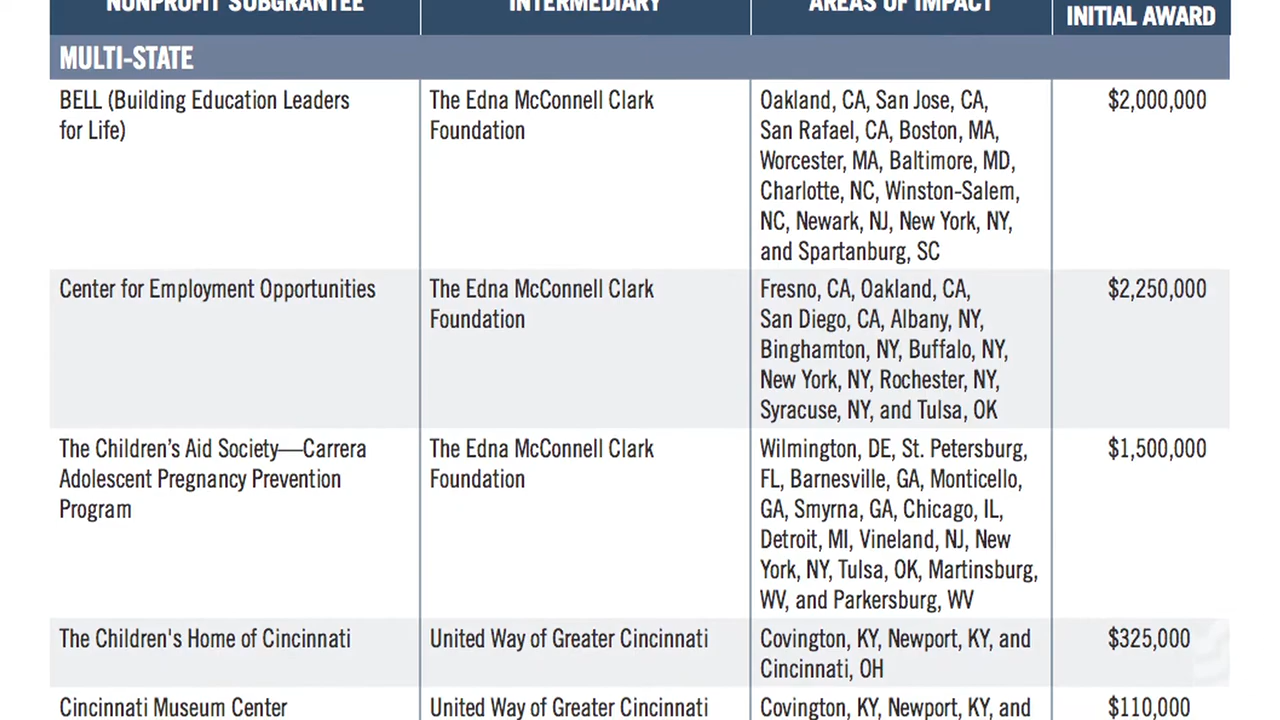 NONPROFIT SUBGRANTEE INTERMEDIARY AREAS OF IMPACT INITIAL AWARD
MULTI-STATE
BELL (Building Education Leaders
for Life)
The Edna McConnell Clark
Foundation
Oakland, CA, San Jose, CA,
San Rafael, CA, Boston, MA,
Worcester, MA, Baltimore, MD,
Charlotte, NC, Winston-Salem,
NC, Newark, NJ, New York, NY,
and Spartanburg, SC
$2,000,000
Center for Employment Opportunities
The Edna McConnell Clark
Foundation
Fresno, CA, Oakland, CA,
San Diego, CA, Albany, NY,
Binghamton, NY, Buffalo, NY,
New York, NY, Rochester, NY,
Syracuse, NY, and Tulsa, OK
$2,250,000
The Children’s Aid Society—Carrera
Adolescent Pregnancy Prevention
Program
The Edna McConnell Clark
Foundation
Wilmington, DE, St. Petersburg,
FL, Barnesville, GA, Monticello,
GA, Smyrna, GA, Chicago, IL,
Detroit, MI, Vineland, NJ, New
York, NY, Tulsa, OK, Martinsburg,
WV, and Parkersburg, WV
$1,500,000
The Children's Home of Cincinnati
United Way of Greater Cincinnati
Covington, KY, Newport, KY, and
Cincinnati, OH
$325,000
Cincinnati Museum Center
United Way of Greater Cincinnati
Covington, KY, Newport, KY, and
$110,000